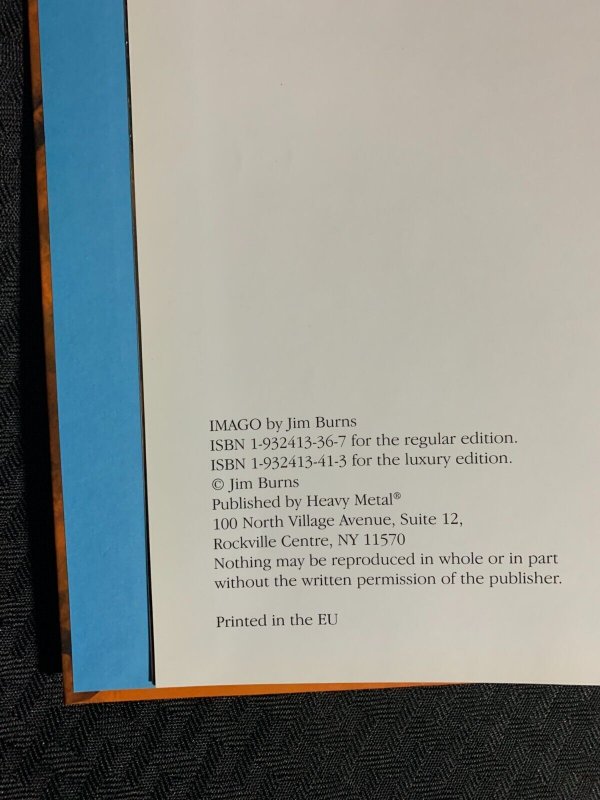 IMAGO by Jim Burns
ISBN 1-932413-36-7 for the regular edition.
ISBN 1-932413-41-3 for the luxury edition.
© Jim Burns
Published by Heavy Metal®
100 North Village Avenue, Suite 12,
Rockville Centre, NY 11570
Nothing may be reproduced in whole or in part
without the written permission of the publisher.
Printed in the EU